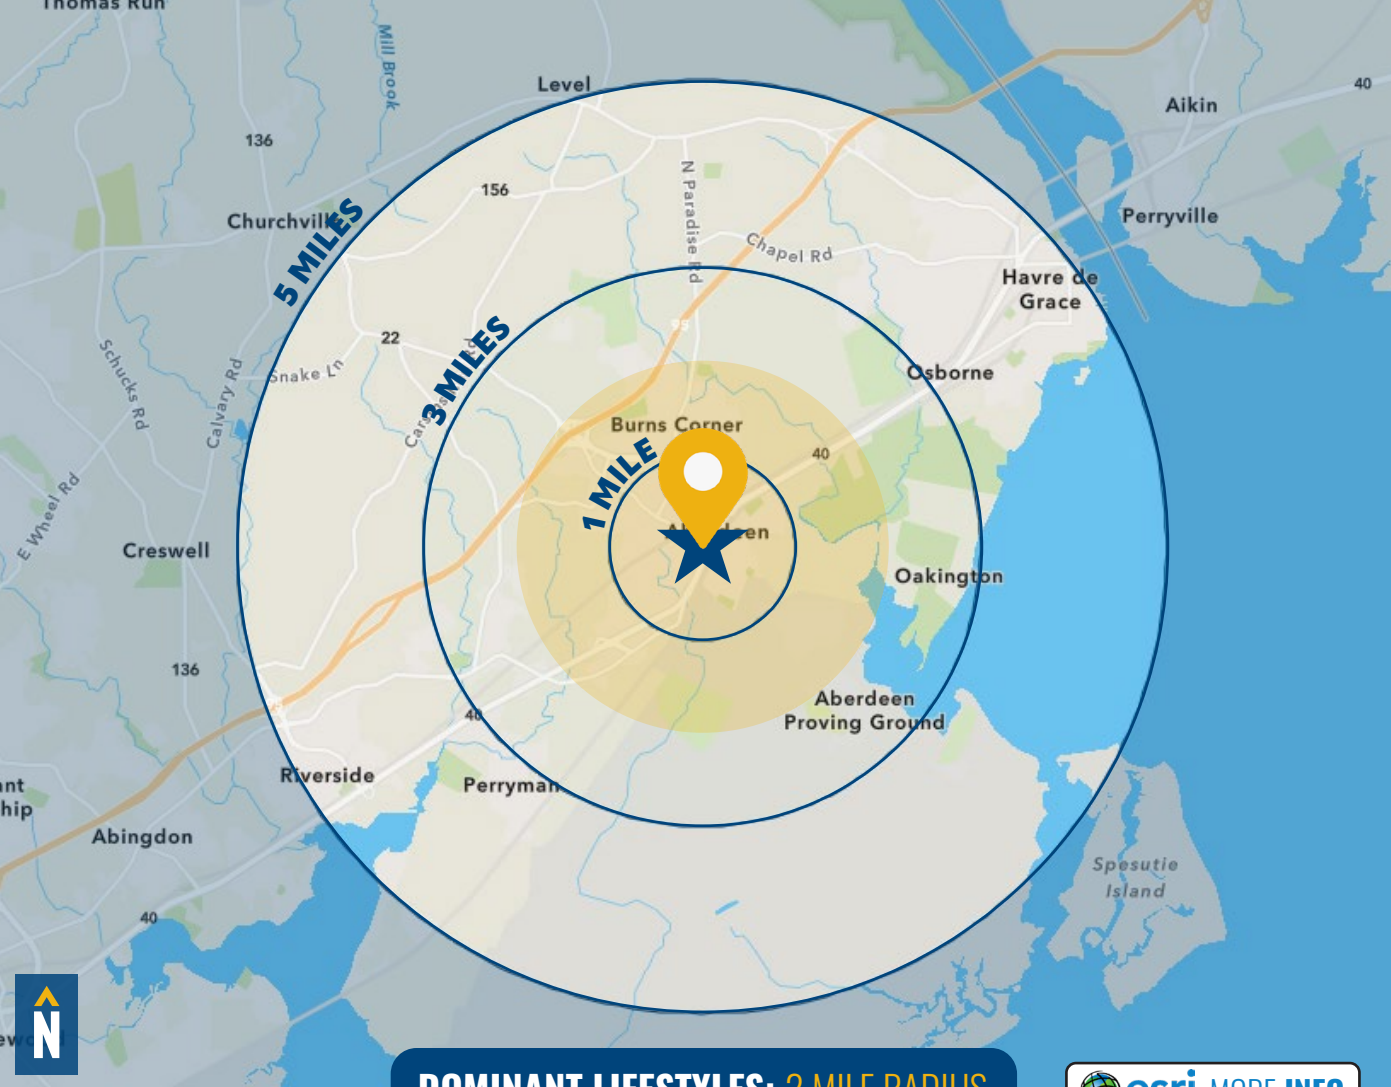 Thomas Run
Mill Brook
Level
40
Aikin
136
156
N Paradise Rd
Churchville
5 MILES
Perryville
Chapel Rd
Havre de
Grace
95
22
3 MILES
Schucks Rd
Calvary Rd
Snake Ln
Osborne
Burns Corner
40
1 MILE
E Wheel Rd
Aberdeen
Creswell
Oakington
136
Aberdeen
Proving Ground
40
Riverside
Perryman
Abingdon
Spesutie
Island
40
N
DOMINANT LIFESTYLES: 2 MILE RADIUS
esri MORE INFO